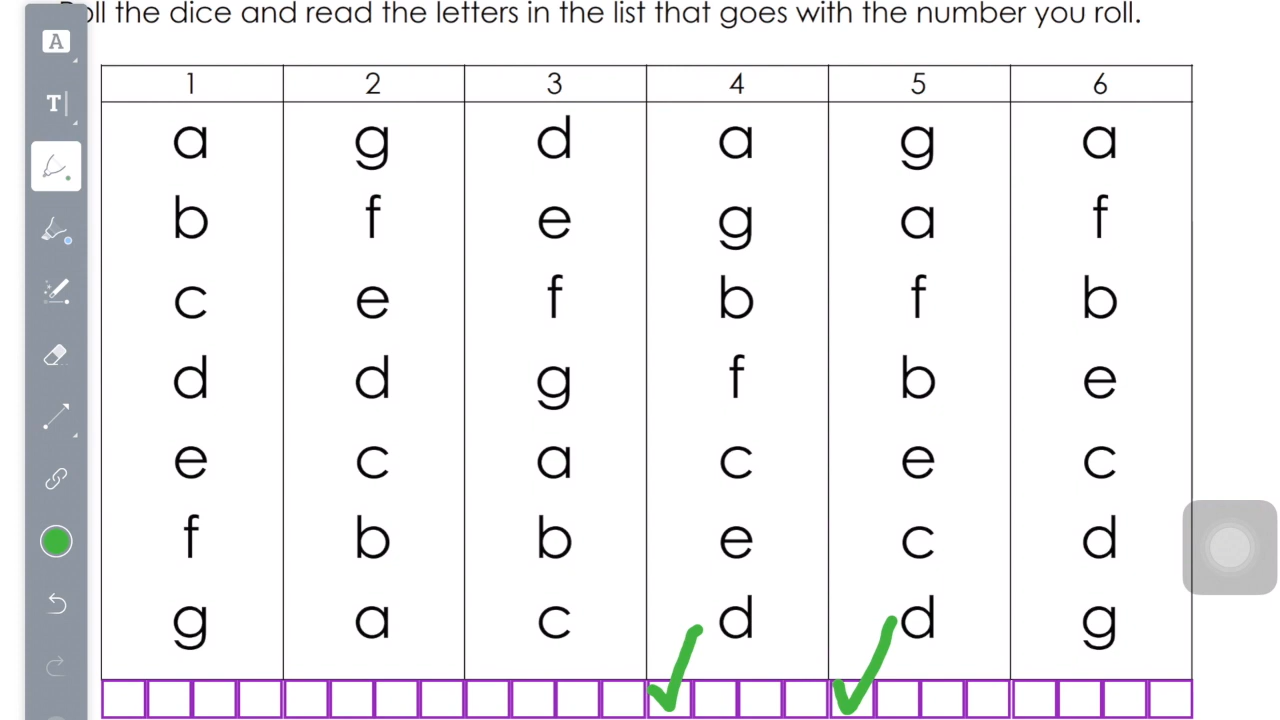 oll the dice and read the letters in the list that goes with the number you roll.
1 2 3 4 5 6
a g d a g a
b f e g a f
c e f b f b
d d g f b e
e c a c e c
f b b e c d
g a c d d g
A
T